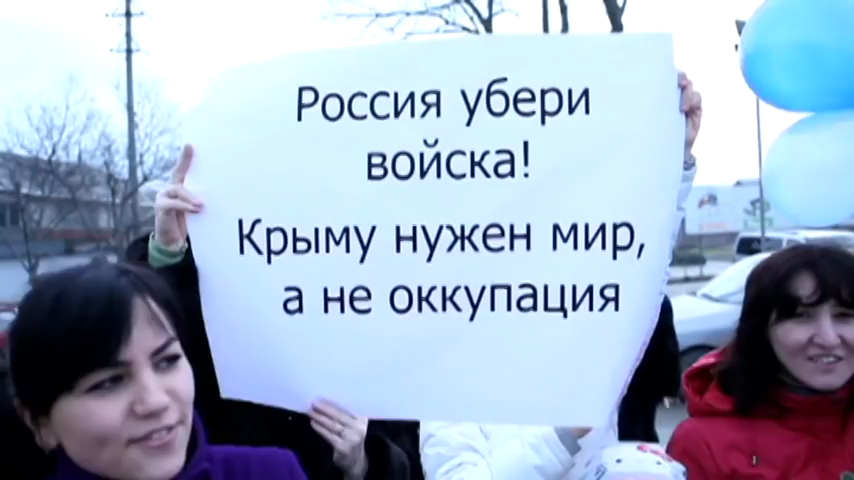 Россия убери
войска!
Крыму нужен мир,
а не оккупация